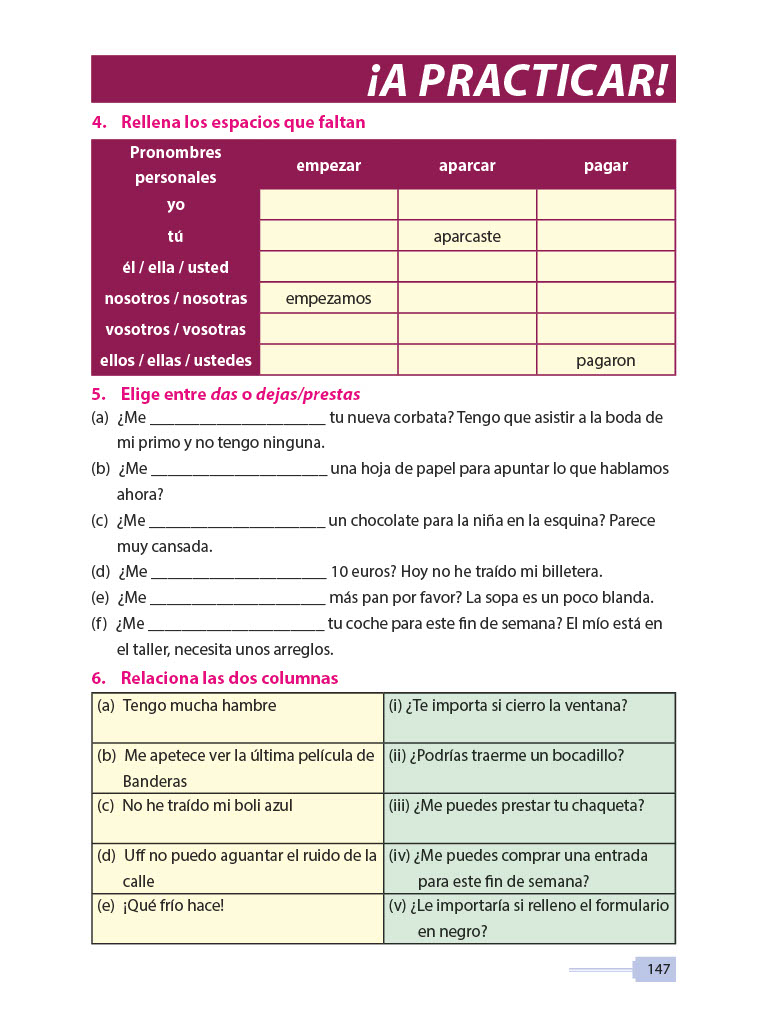 ¡A PRACTICAR!
4. Rellena los espacios que faltan
Pronombres
personales
empezar aparcar pagar
yo
tú aparcaste
él / ella / usted
nosotros / nosotras empezamos
vosotros / vosotras
ellos / ellas / ustedes pagaron
5. Elige entre das o dejas/prestas
(a) ¿Me _____________________ tu nueva corbata? Tengo que asistir a la boda de
mi primo y no tengo ninguna.
(b) ¿Me _____________________ una hoja de papel para apuntar lo que hablamos
ahora?
(c) ¿Me _____________________ un chocolate para la niña en la esquina? Parece
muy cansada.
(d) ¿Me _____________________ 10 euros? Hoy no he traído mi billetera.
(e) ¿Me _____________________ más pan por favor? La sopa es un poco blanda.
(f) ¿Me _____________________ tu coche para este fin de semana? El mío está en
el taller, necesita unos arreglos.
6. Relaciona las dos columnas
(a) Tengo mucha hambre
(i) ¿Te importa si cierro la ventana?
(b) Me apetece ver la última película de
Banderas
(ii) ¿Podrías traerme un bocadillo?
(c) No he traído mi boli azul
(iii) ¿Me puedes prestar tu chaqueta?
(d) Uff no puedo aguantar el ruido de la
calle
(iv) ¿Me puedes comprar una entrada
para este fin de semana?
(e) ¡Qué frío hace!
(v) ¿Le importaría si relleno el formulario
en negro?
147